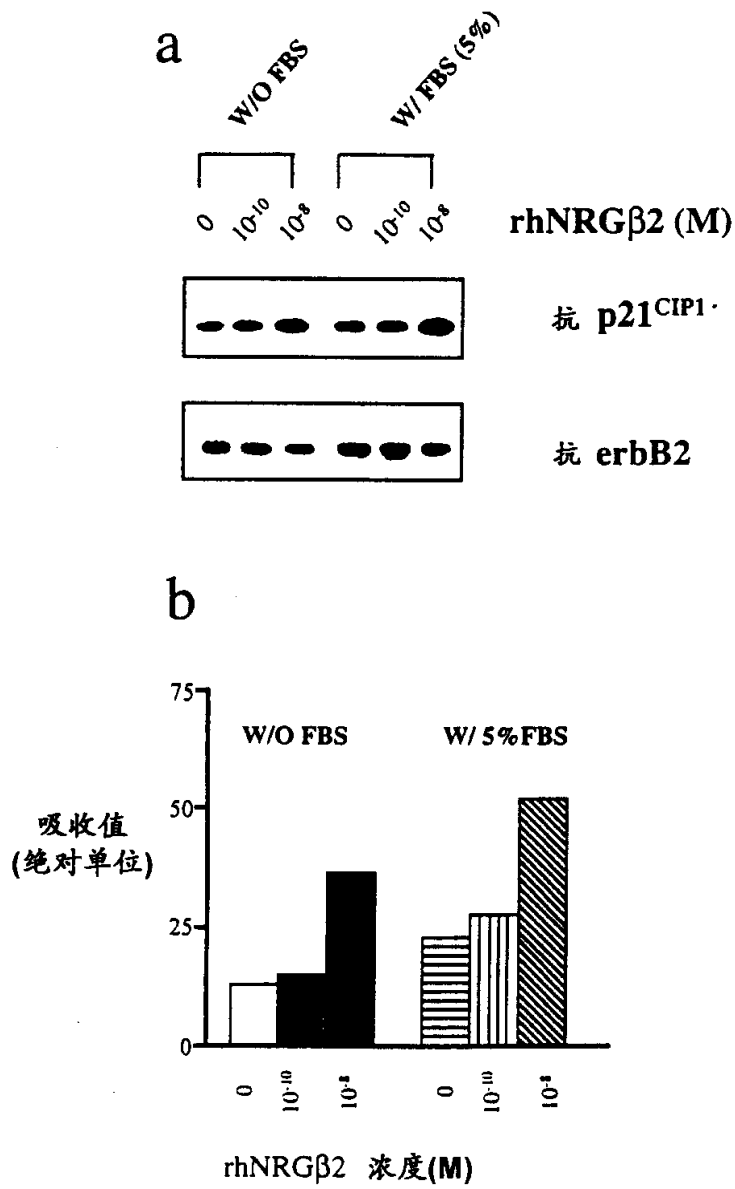 a
W/O FBS
W/ FBS (5%)
0 10⁻¹⁰ 10⁻⁸ 0 10⁻¹⁰ 10⁻⁸ rhNRGβ2 (M)
抗 p21ᶜᴵᴾ¹
抗 erbB2
b
75
W/O FBS W/ 5%FBS
50
吸收值
(绝对单位)
25
0
0 10⁻¹⁰ 10⁻⁸ 0 10⁻¹⁰ 10⁻⁸
rhNRGβ2 浓度(M)